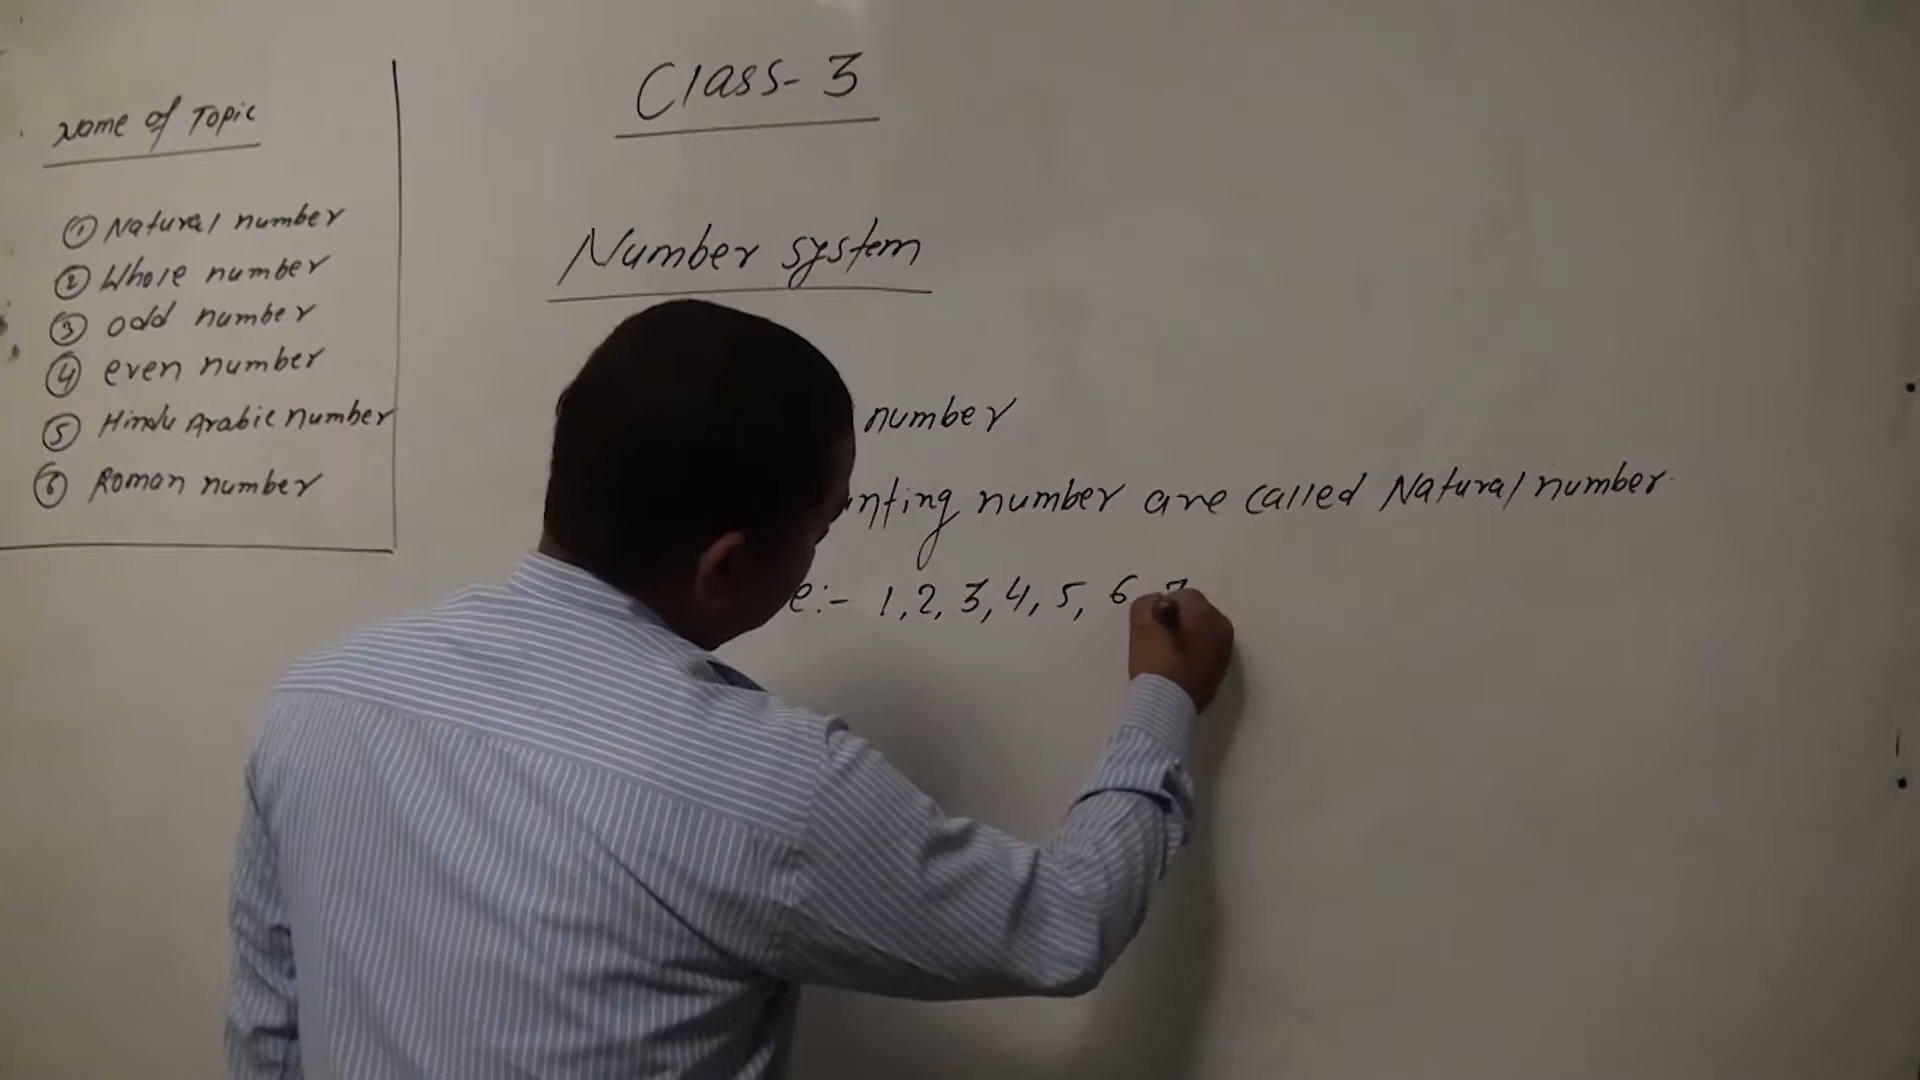 Name of Topic
① Natural number
② Whole number
③ odd number
④ even number
⑤ Hindu Arabic number
⑥ Roman number
Class- 3
Number system
number
number are called Natural number.
1, 2, 3, 4, 5, 6, 7